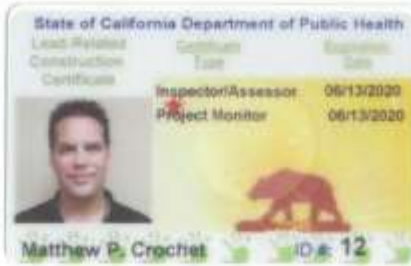 State of California Department of Public Health
Lead-Related Certificate Expiration
Construction Type Date
Certificate
Inspector/Assessor 06/13/2020
Project Monitor 06/13/2020
Matthew P. Crochet ID #: 12